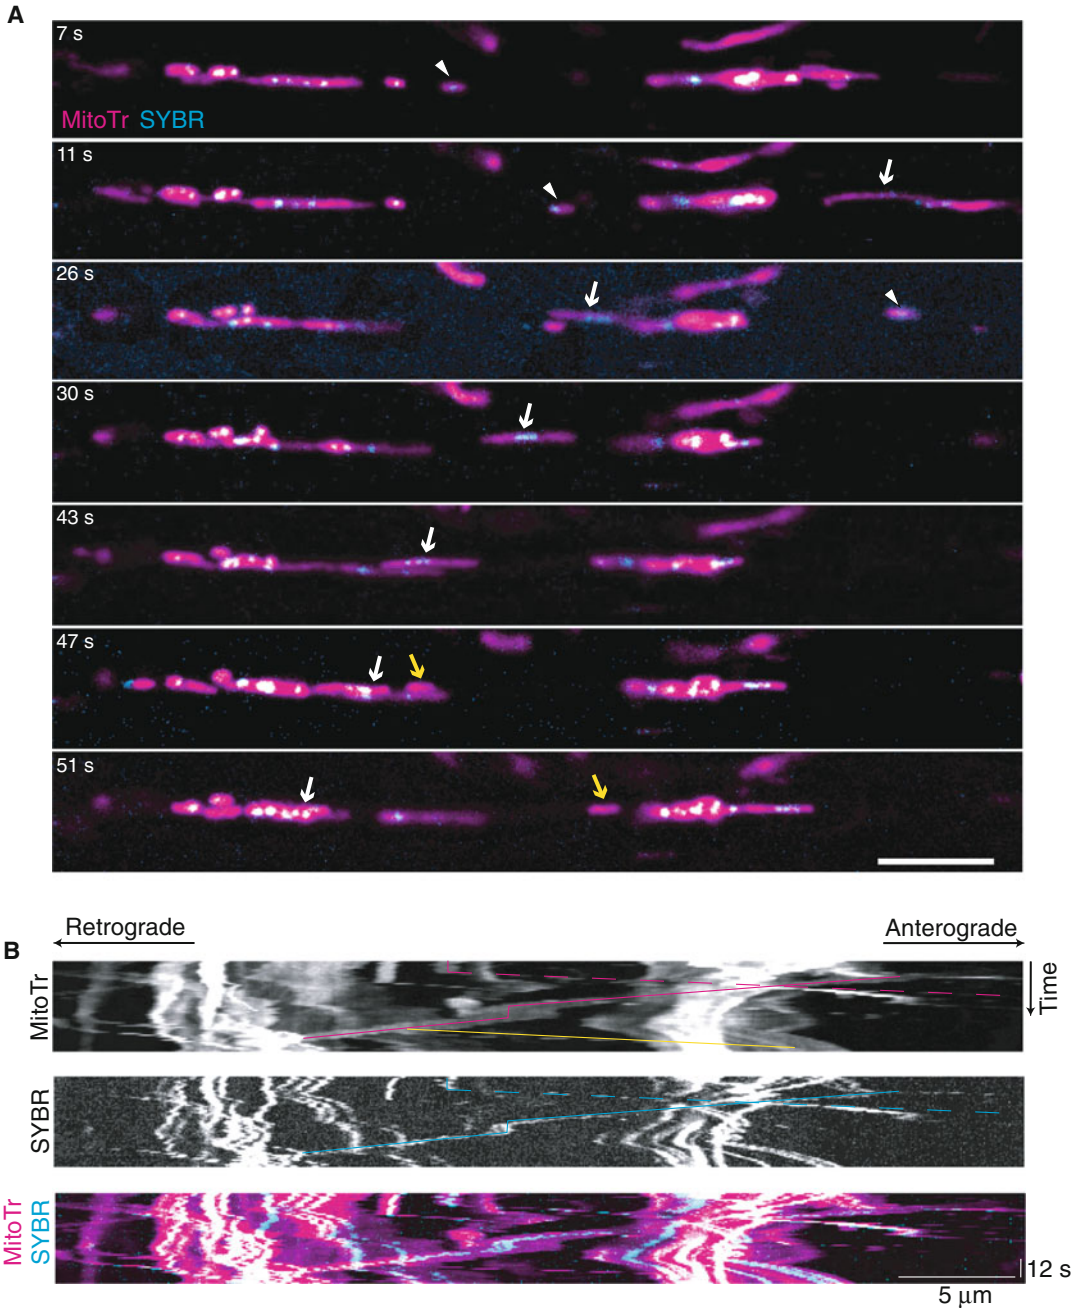 A
7 s
MitoTr SYBR
11 s
26 s
30 s
43 s
47 s
51 s
Retrograde
Anterograde
B
MitoTr
Time
SYBR
MitoTr
SYBR
12 s
5 µm